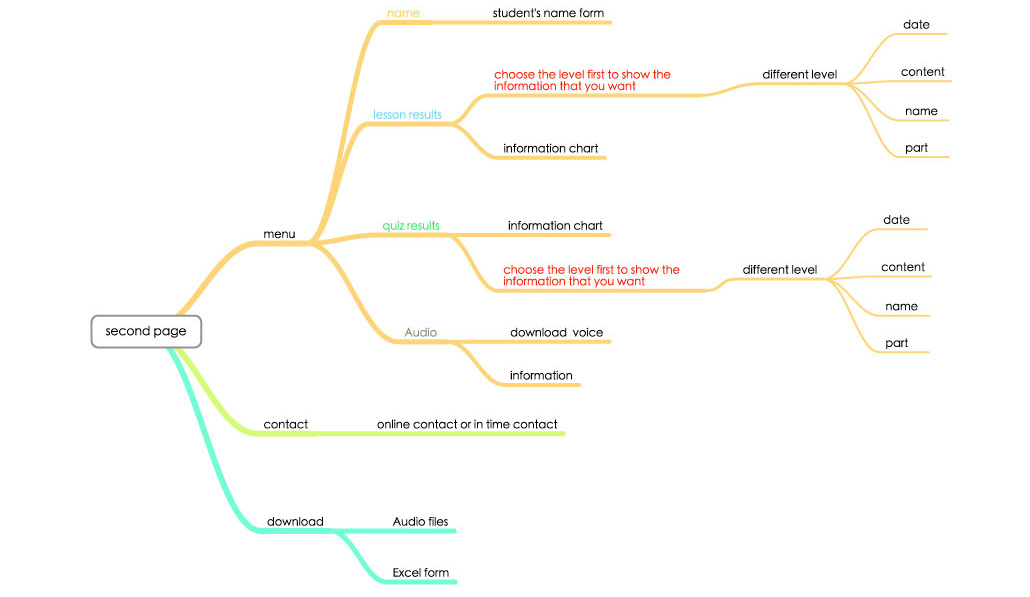 second page
menu
name
student's name form
lesson results
choose the level first to show the
information that you want
different level
date
content
name
part
information chart
quiz results
information chart
choose the level first to show the
information that you want
different level
date
content
name
part
Audio
download  voice
information
contact
online contact or in time contact
download
Audio files
Excel form